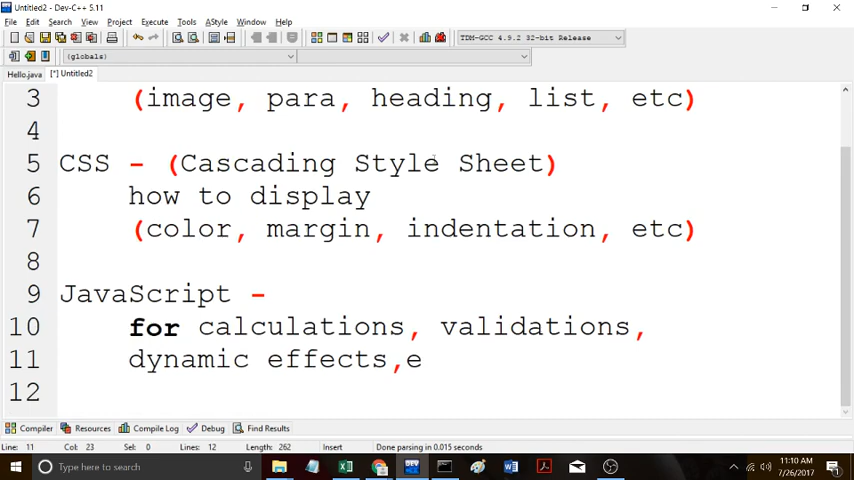 Untitled2 - Dev-C++ 5.11
File Edit Search View Project Execute Tools AStyle Window Help
TDM-GCC 4.9.2 32-bit Release
(globals)
Hello.java [*] Untitled2
3 (image, para, heading, list, etc)
4
5 CSS - (Cascading Style Sheet)
6 how to display
7 (color, margin, indentation, etc)
8
9 JavaScript -
10 for calculations, validations,
11 dynamic effects,e
12
Compiler Resources Compile Log Debug Find Results
Line: 11 Col: 23 Sel: 0 Lines: 12 Length: 262 Insert Done parsing in 0.015 seconds
Type here to search
11:10 AM
7/26/2017